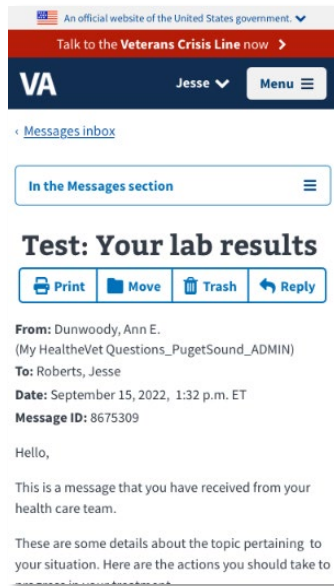 An official website of the United States government.
Talk to the Veterans Crisis Line now
VA
Jesse
Menu
‹ Messages inbox
In the Messages section
Test: Your lab results
Print
Move
Trash
Reply
From: Dunwoody, Ann E.
(My HealtheVet Questions_PugetSound_ADMIN)
To: Roberts, Jesse
Date: September 15, 2022, 1:32 p.m. ET
Message ID: 8675309
Hello,
This is a message that you have received from your
health care team.
These are some details about the topic pertaining to
your situation. Here are the actions you should take to
progress in your treatment